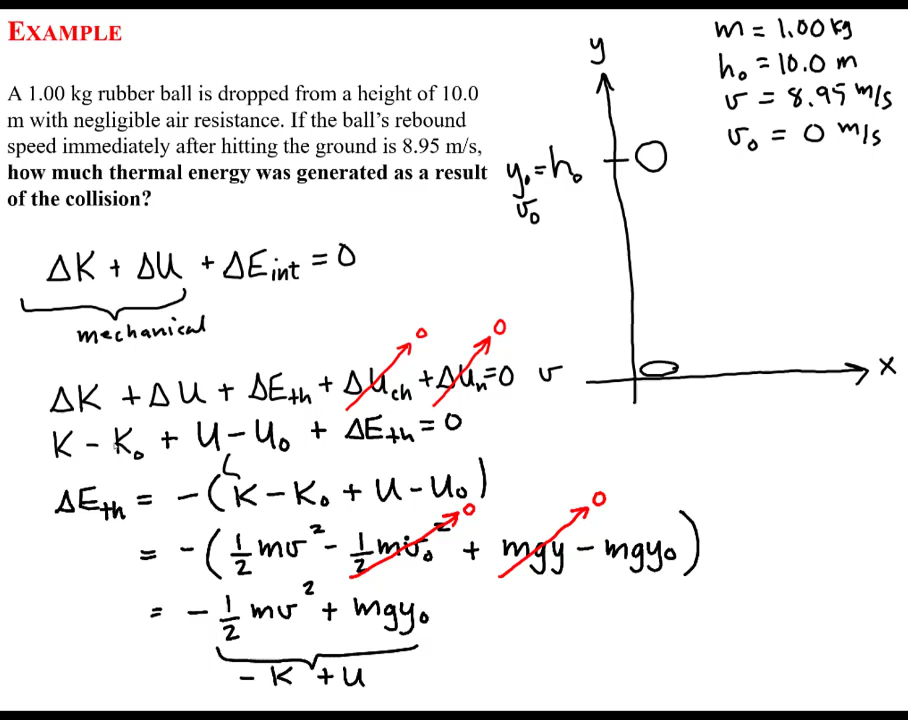 EXAMPLE
A 1.00 kg rubber ball is dropped from a height of 10.0
m with negligible air resistance. If the ball's rebound
speed immediately after hitting the ground is 8.95 m/s,
how much thermal energy was generated as a result
of the collision?
m = 1.00 kg
h₀ = 10.0 m
v = 8.95 m/s
v₀ = 0 m/s
y
y₀ = h₀
v₀
v
x
ΔK + ΔU + ΔE_int = 0
mechanical
0 0
ΔK + ΔU + ΔE_th + ΔU_ch + ΔU_n = 0
K - K₀ + U - U₀ + ΔE_th = 0
ΔE_th = -(K - K₀ + U - U₀)
0 0
= -(½mv² - ½mv₀² + mgy - mgy₀)
= -½mv² + mgy₀
- K + U